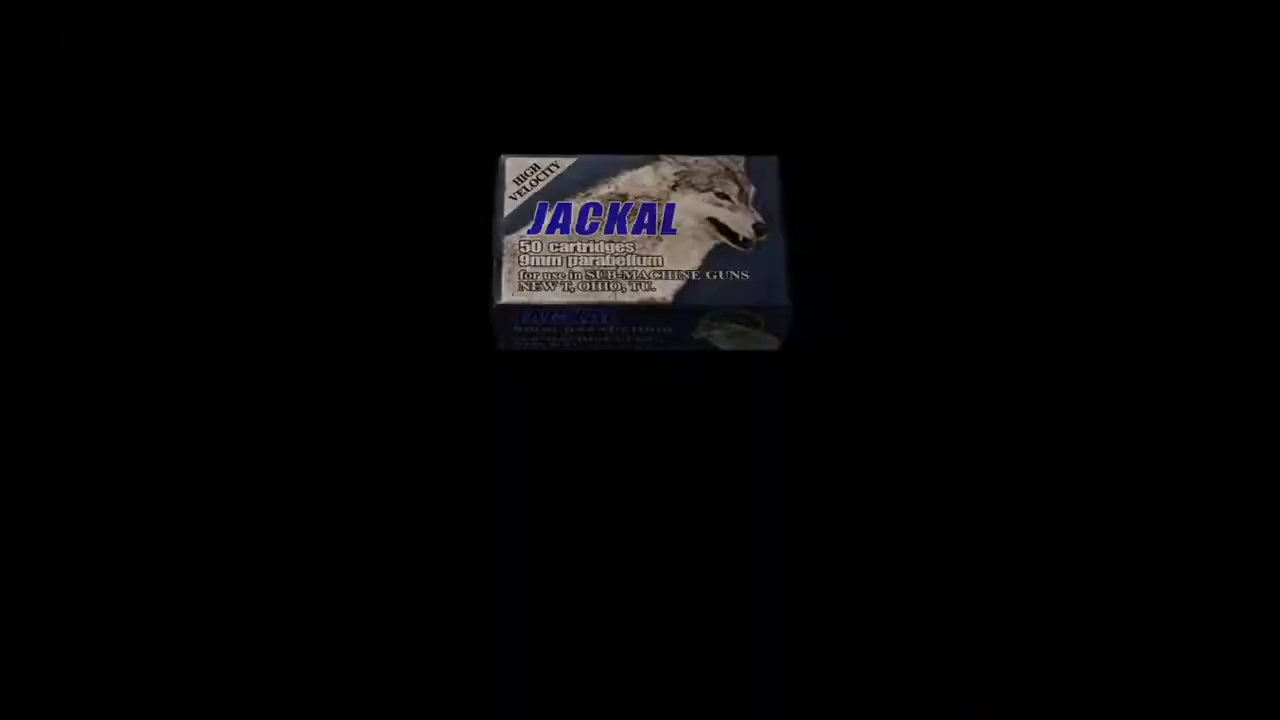 HIGH
VELOCITY
JACKAL
50 cartridges
9mm parabellum
for use in SUB-MACHINE GUNS
NEW T, OHIO, TU.